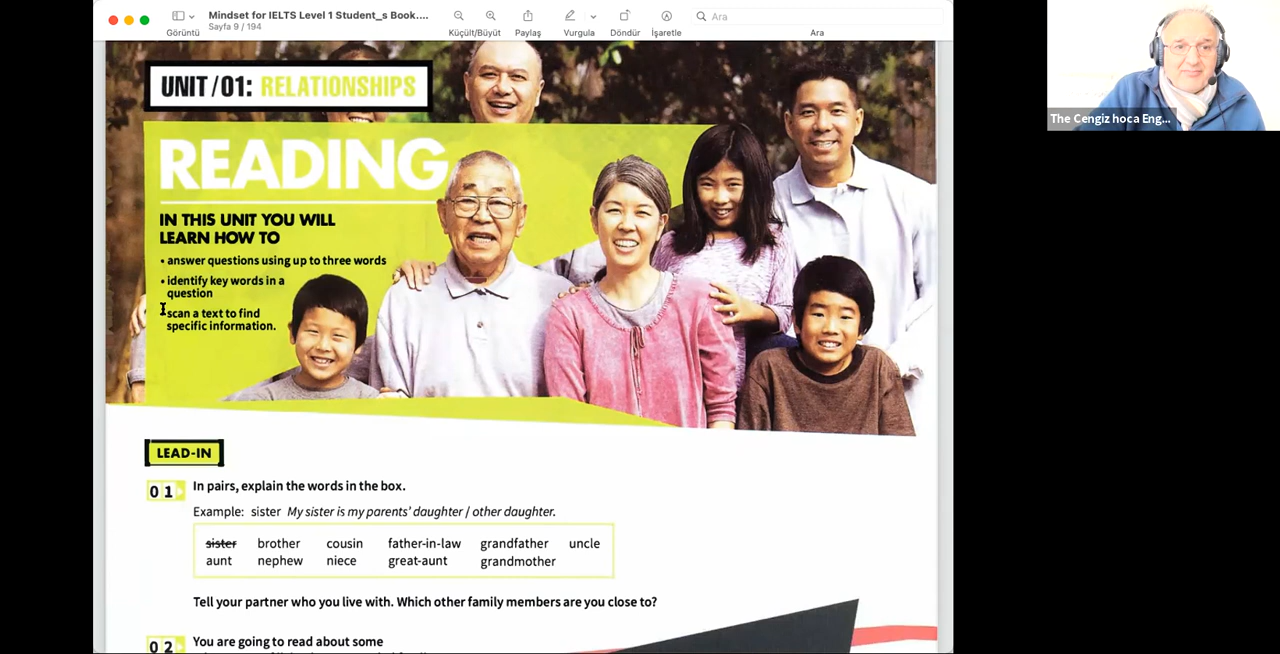 Mindset for IELTS Level 1 Student_s Book....
Sayfa 9 / 194
Görüntü
Küçült/Büyüt
Paylaş
Vurgula
Döndür
İşaretle
Ara
Ara
The Cengiz hoca Eng...
UNIT /01: RELATIONSHIPS
READING
IN THIS UNIT YOU WILL
LEARN HOW TO
• answer questions using up to three words
• identify key words in a
question
scan a text to find
specific information.
LEAD-IN
01 In pairs, explain the words in the box.
Example: sister My sister is my parents' daughter / other daughter.
sister brother cousin father-in-law grandfather uncle
aunt nephew niece great-aunt grandmother
Tell your partner who you live with. Which other family members are you close to?
02 You are going to read about some